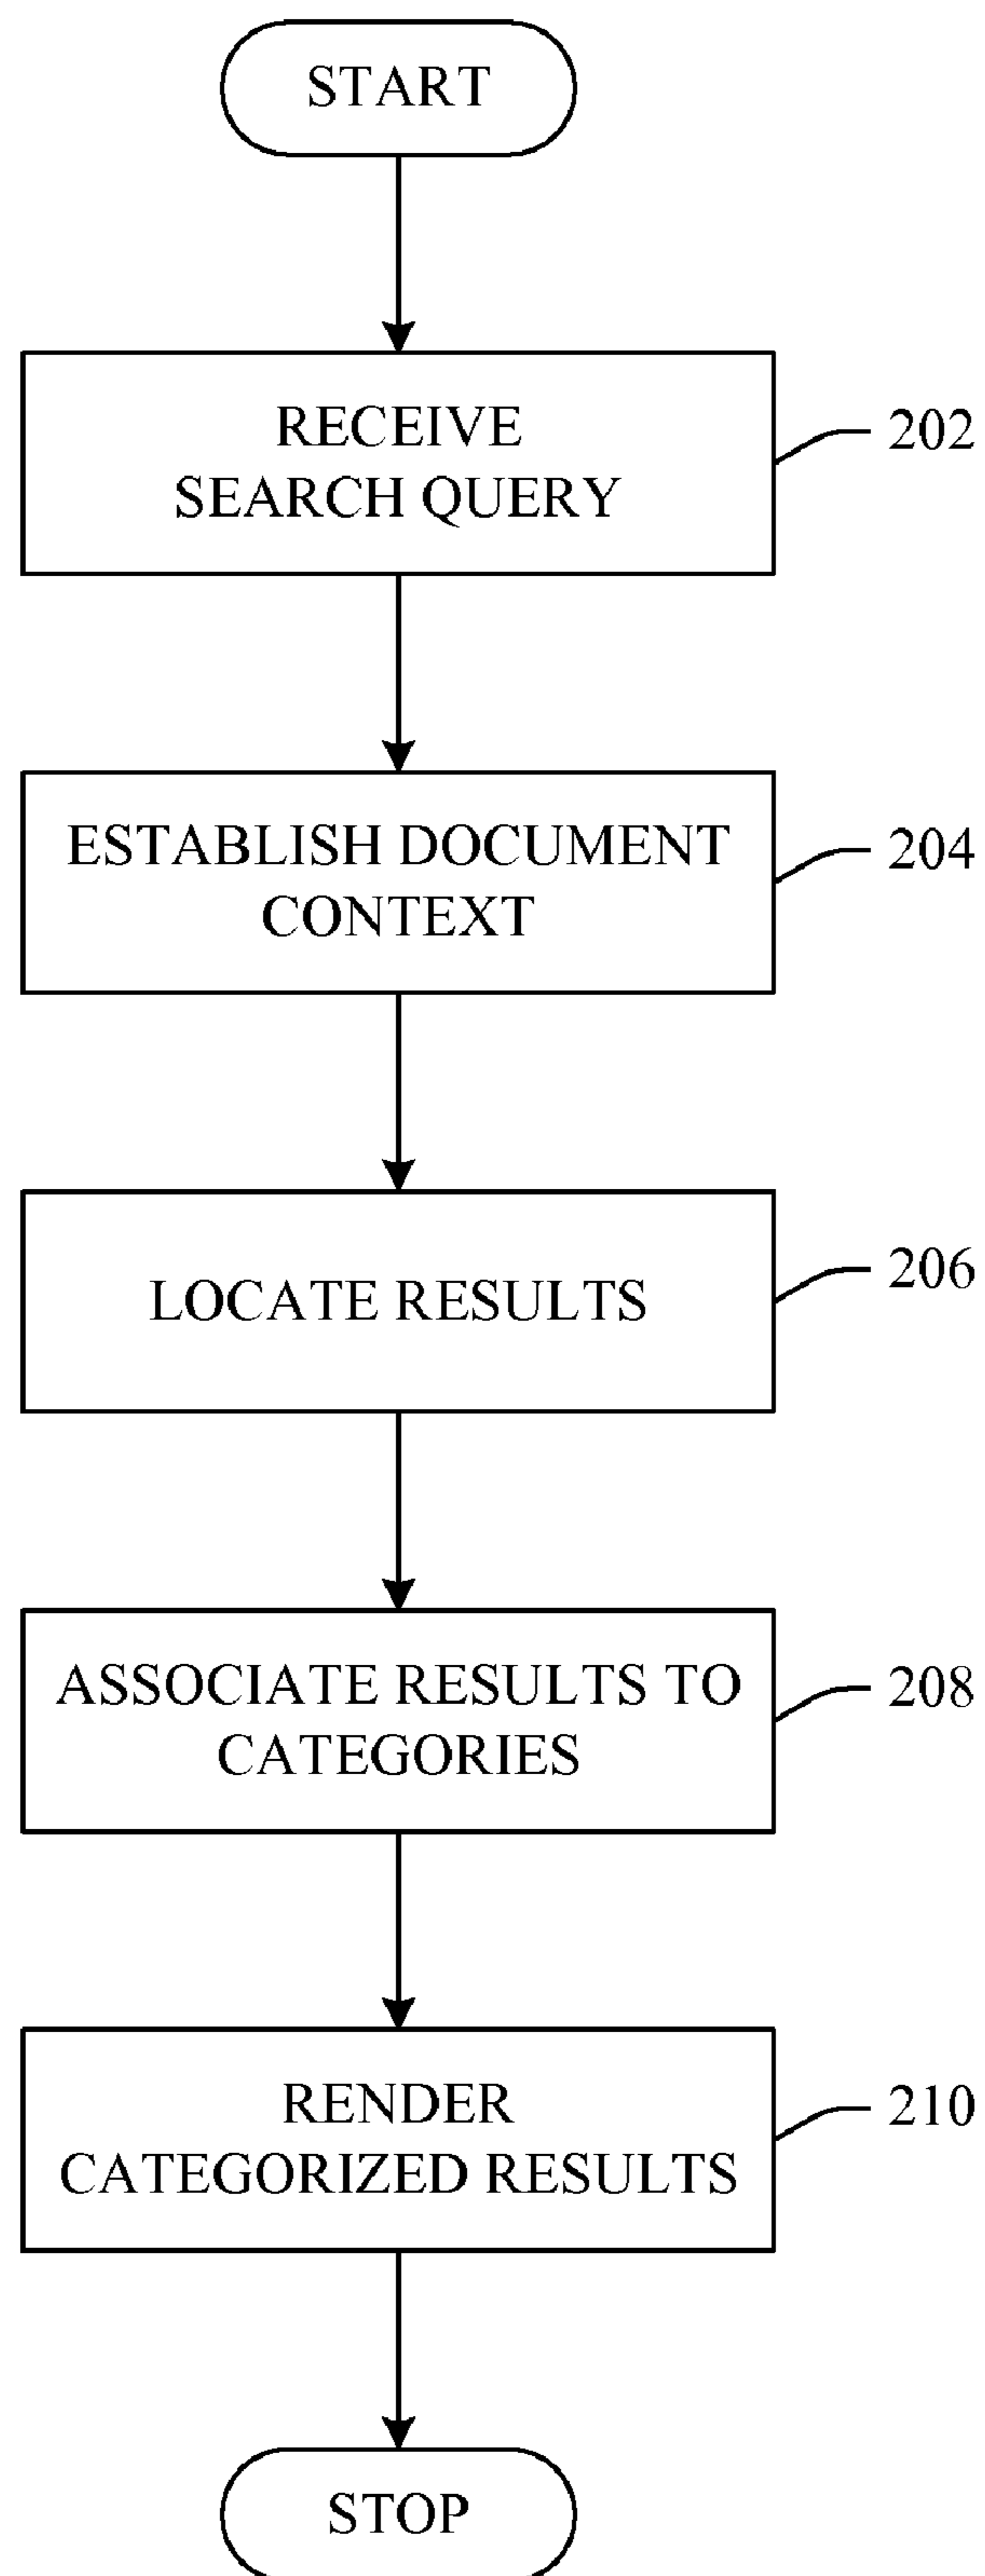 START
RECEIVE
SEARCH QUERY
202
ESTABLISH DOCUMENT
CONTEXT
204
LOCATE RESULTS
206
ASSOCIATE RESULTS TO
CATEGORIES
208
RENDER
CATEGORIZED RESULTS
210
STOP